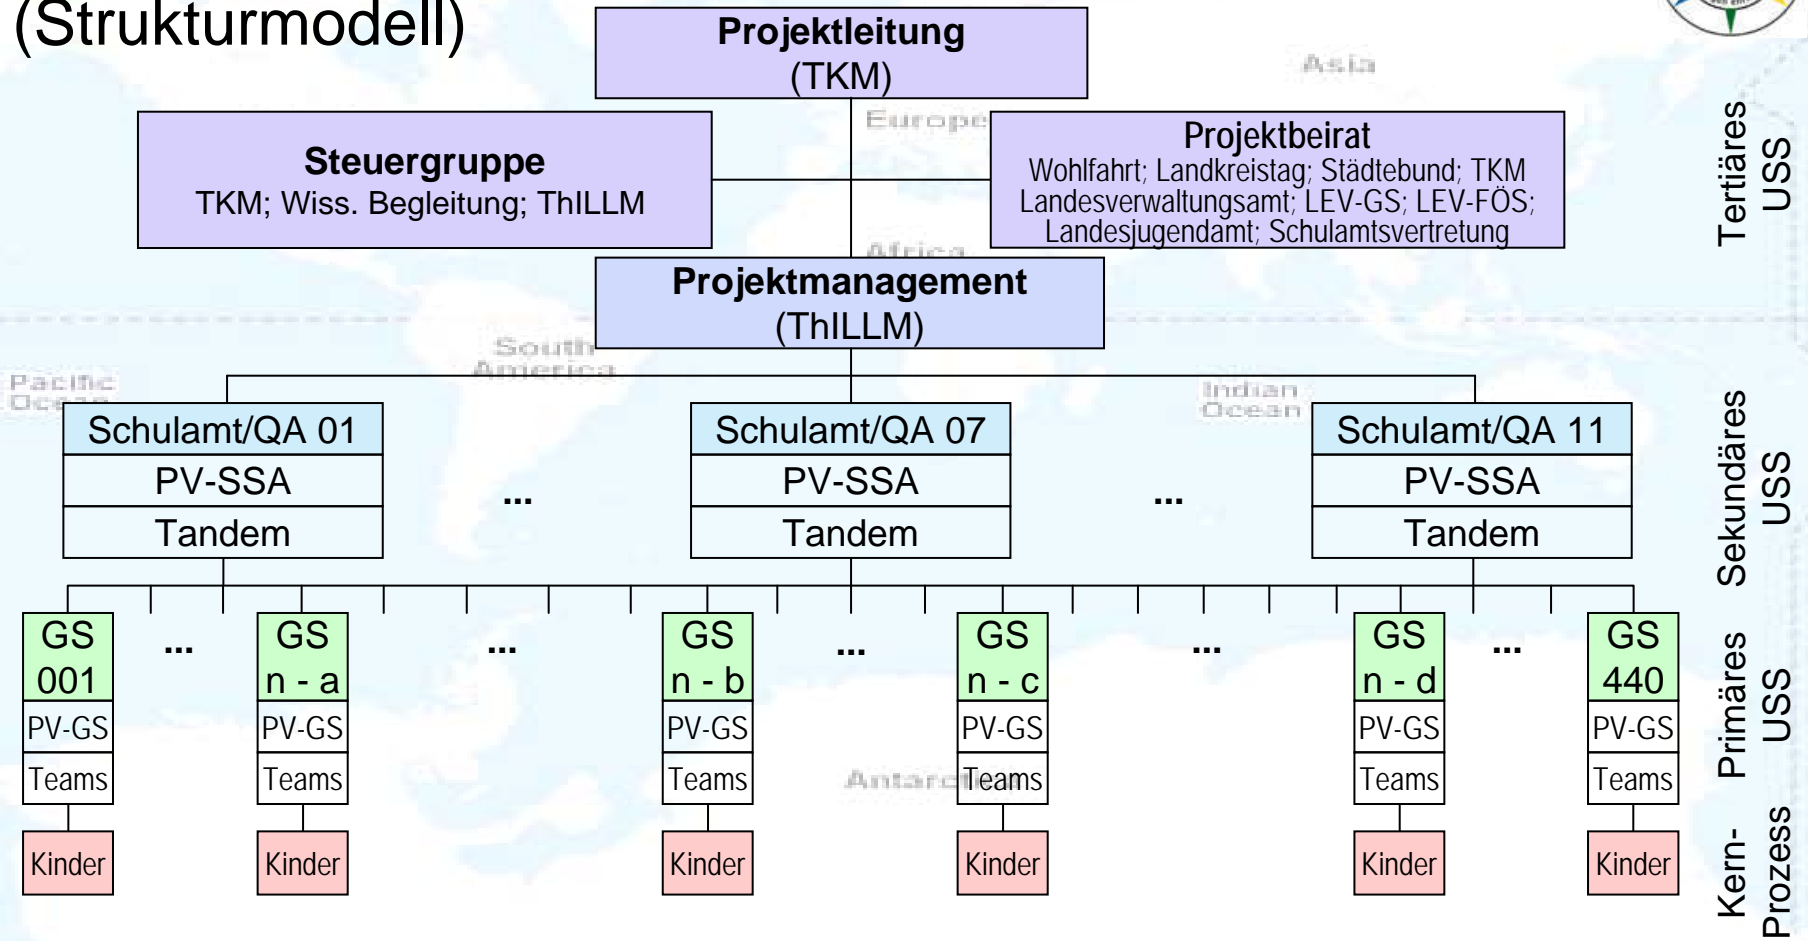 (Strukturmodell)
Projektleitung
(TKM)
Asia
Europe
Steuergruppe
TKM; Wiss. Begleitung; ThILLM
Projektbeirat
Wohlfahrt; Landkreistag; Städtebund; TKM
Landesverwaltungsamt; LEV-GS; LEV-FÖS;
Landesjugendamt; Schulamtsvertretung
Tertiäres
USS
Africa
Projektmanagement
(ThILLM)
South
America
Pacific
Ocean
Indian
Ocean
Schulamt/QA 01
PV-SSA
Tandem
...
Schulamt/QA 07
PV-SSA
Tandem
...
Schulamt/QA 11
PV-SSA
Tandem
Sekundäres
USS
GS
001
PV-GS
Teams
Kinder
...
GS
n - a
PV-GS
Teams
Kinder
...
GS
n - b
PV-GS
Teams
Kinder
...
Antarctica
GS
n - c
PV-GS
Teams
Kinder
...
GS
n - d
PV-GS
Teams
Kinder
...
GS
440
PV-GS
Teams
Kinder
Primäres
USS
Kern-
Prozess